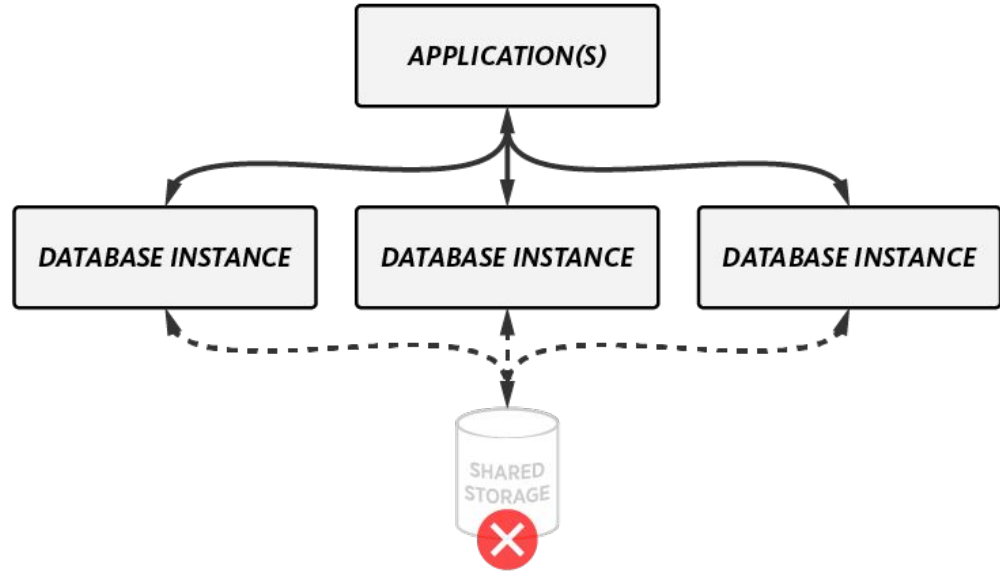 APPLICATION(S)
DATABASE INSTANCE
DATABASE INSTANCE
DATABASE INSTANCE
SHARED
STORAGE